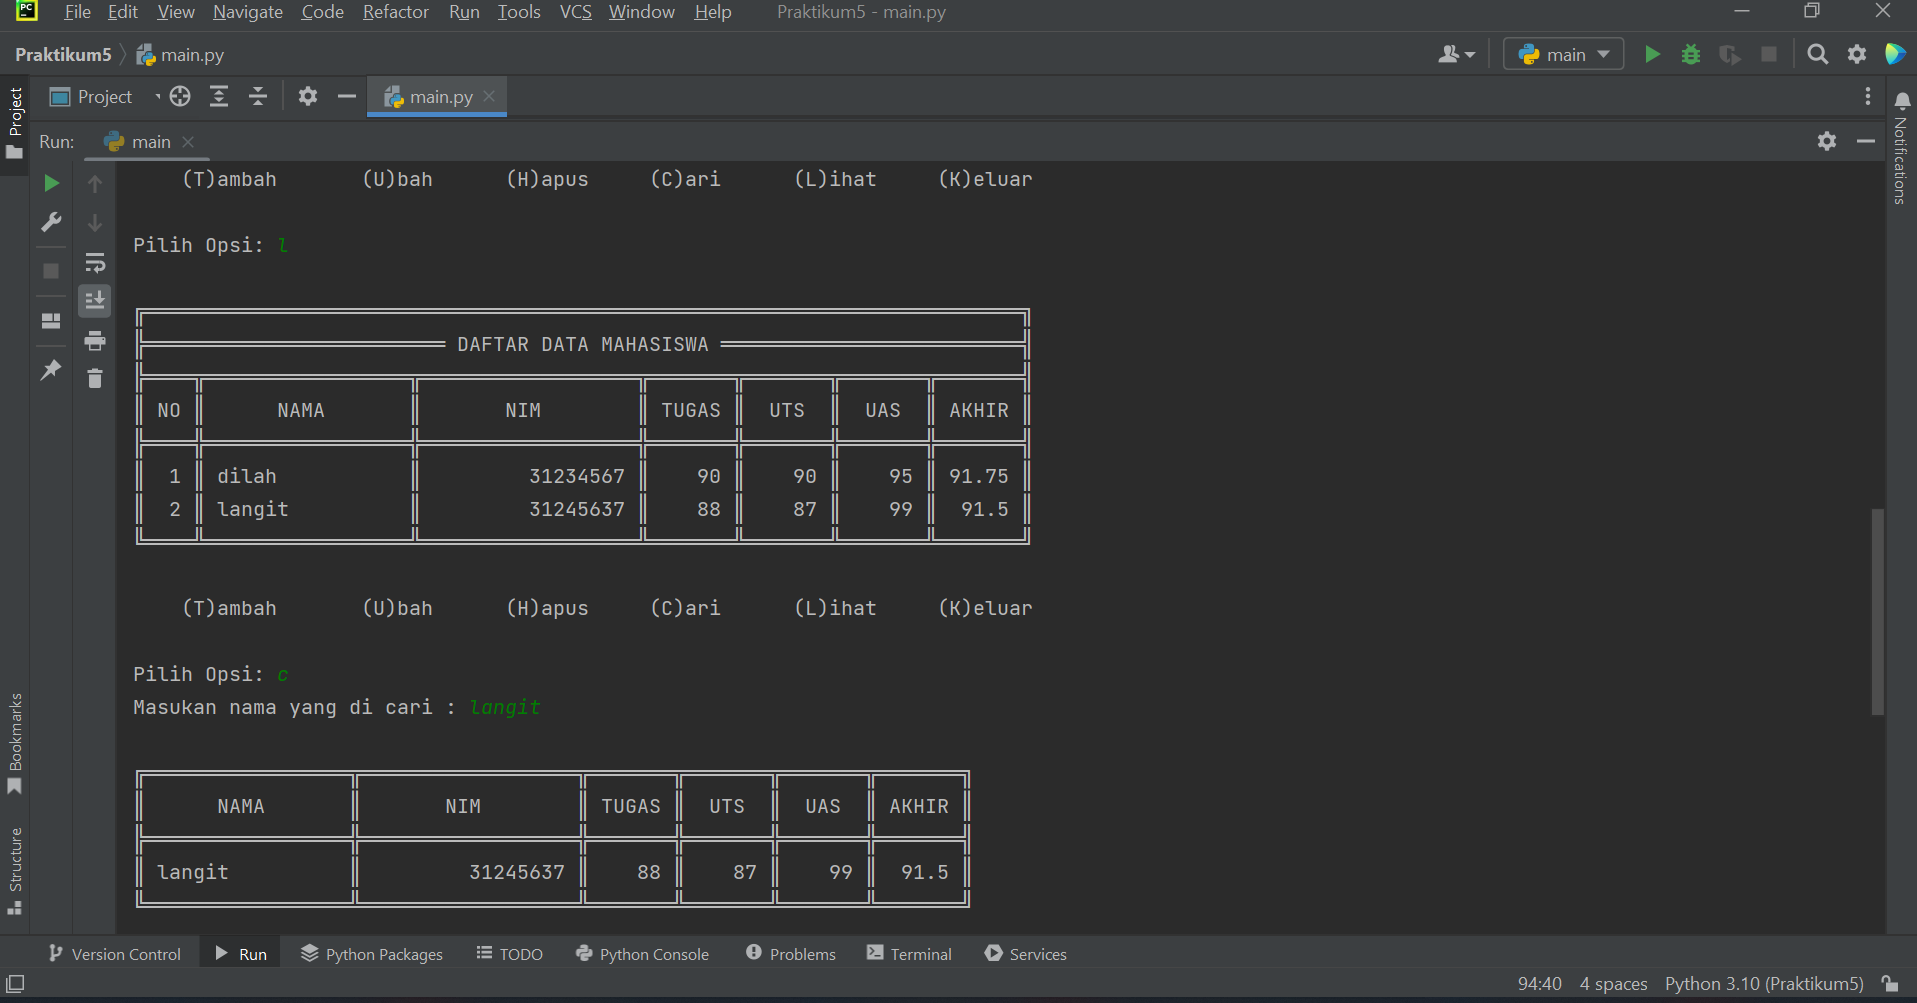 PC File Edit View Navigate Code Refactor Run Tools VCS Window Help Praktikum5 - main.py
Praktikum5 main.py main
Project main.py
Project
Notifications
Run: main
(T)ambah (U)bah (H)apus (C)ari (L)ihat (K)eluar
Pilih Opsi: l
DAFTAR DATA MAHASISWA
NO NAMA NIM TUGAS UTS UAS AKHIR
1 dilah 31234567 90 90 95 91.75
2 langit 31245637 88 87 99 91.5
(T)ambah (U)bah (H)apus (C)ari (L)ihat (K)eluar
Pilih Opsi: c
Masukan nama yang di cari : langit
NAMA NIM TUGAS UTS UAS AKHIR
langit 31245637 88 87 99 91.5
Bookmarks
Structure
Version Control Run Python Packages TODO Python Console Problems Terminal Services
94:40 4 spaces Python 3.10 (Praktikum5)